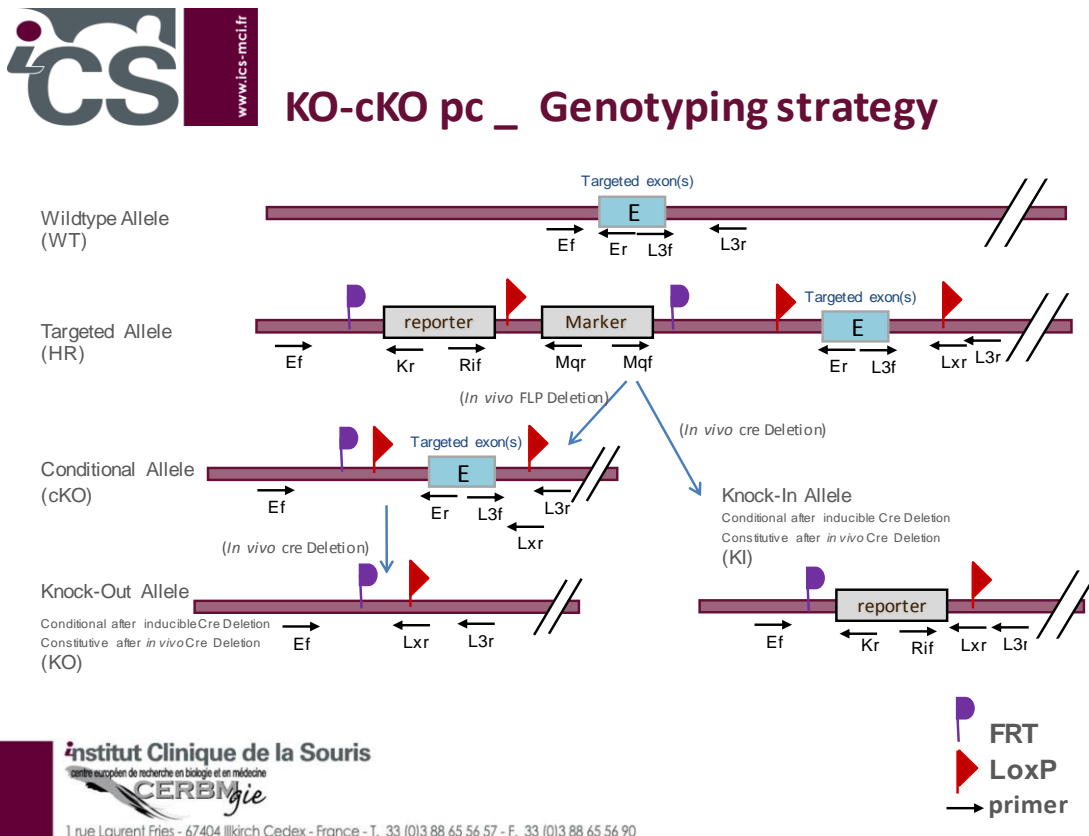 iCS
www.ics-mci.fr
KO-cKO pc _ Genotyping strategy
Targeted exon(s)
Wildtype Allele
(WT)
E
Ef
Er
L3f
L3r
Targeted exon(s)
Targeted Allele
(HR)
reporter
Marker
E
Ef
Kr
Rif
Mqr
Mqf
Er
L3f
Lxr
L3r
(In vivo FLP Deletion)
(In vivo cre Deletion)
Targeted exon(s)
Conditional Allele
(cKO)
E
Ef
Er
L3f
L3r
Lxr
(In vivo cre Deletion)
Knock-In Allele
Conditional after inducible Cre Deletion
Constitutive after in vivo Cre Deletion
(KI)
Knock-Out Allele
Conditional after inducible Cre Deletion
Constitutive after in vivo Cre Deletion
(KO)
Ef
Lxr
L3r
reporter
Ef
Kr
Rif
Lxr
L3r
FRT
LoxP
primer
institut Clinique de la Souris
centre européen de recherche en biologie et en médecine
CERBMgie
1 rue Laurent Fries - 67404 Illkirch Cedex - France - T. 33 (0)3 88 65 56 57 - F. 33 (0)3 88 65 56 90